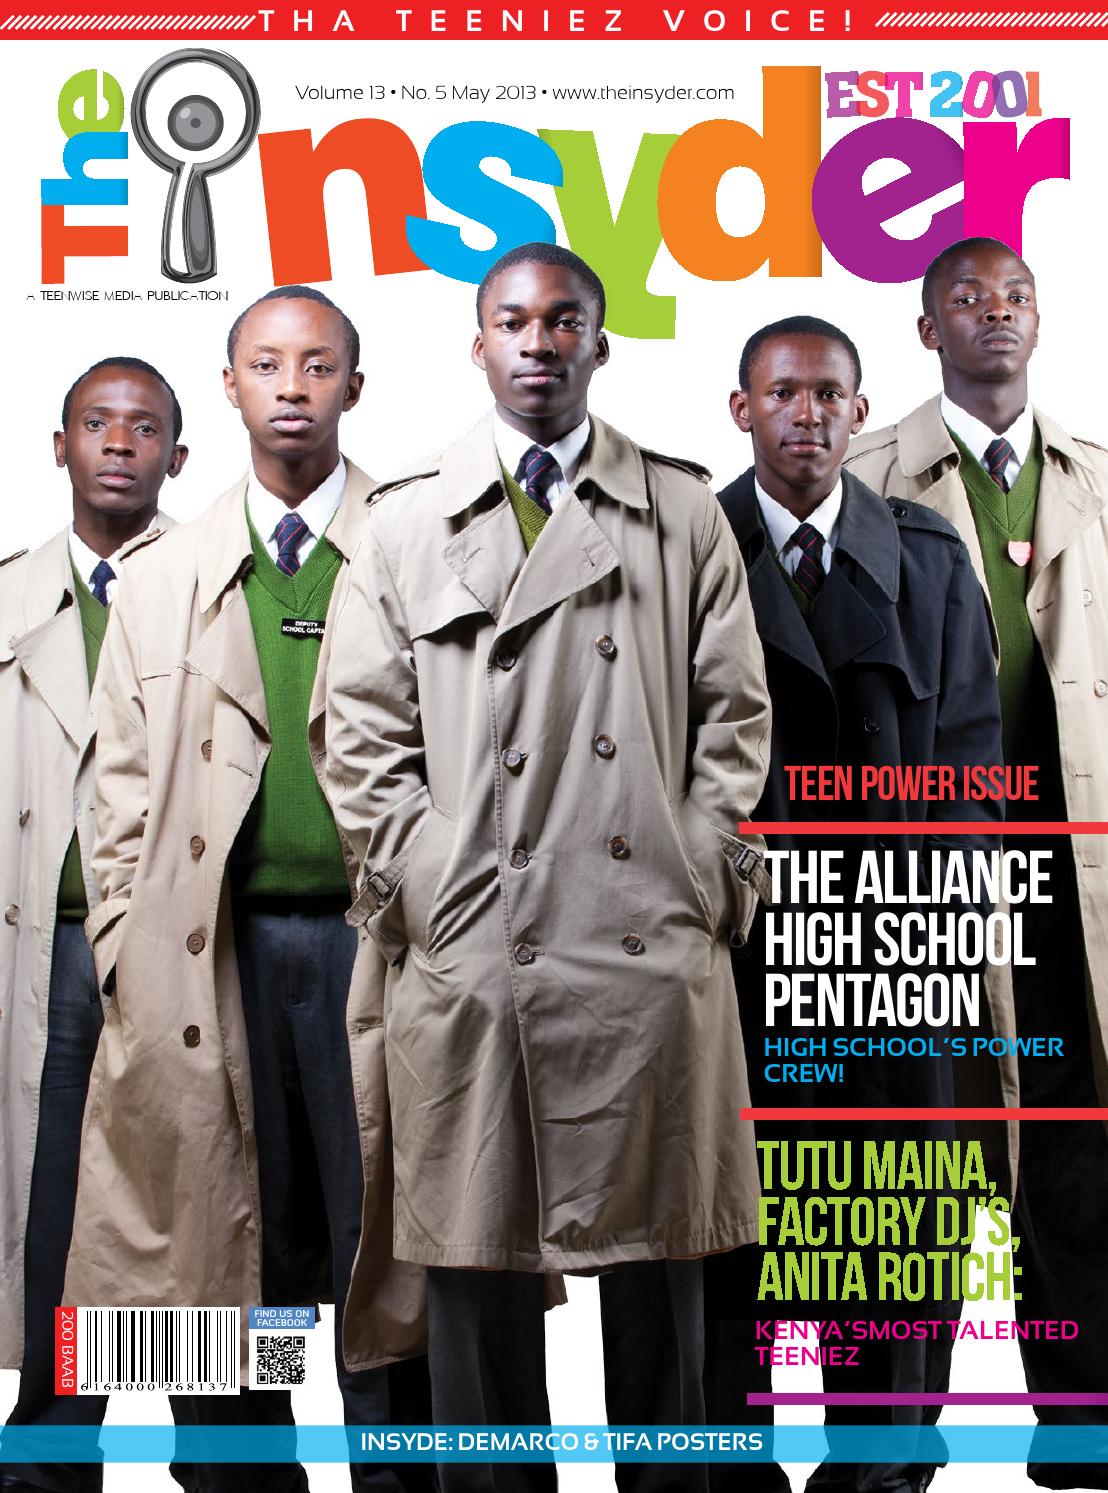 THA TEENIEZ VOICE!
Volume 13 • No. 5 May 2013 • www.theinsyder.com
EST 2001
The insyder
A TEENWISE MEDIA PUBLICATION
DEPUTY
SCHOOL CAPTA
TEEN POWER ISSUE
THE ALLIANCE
HIGH SCHOOL
PENTAGON
HIGH SCHOOL'S POWER
CREW!
TUTU MAINA,
FACTORY DJ'S,
ANITA ROTICH:
KENYA'SMOST TALENTED
TEENIEZ
200 BAAB
6164000268137
FIND US ON
FACEBOOK
INSYDE: DEMARCO & TIFA POSTERS